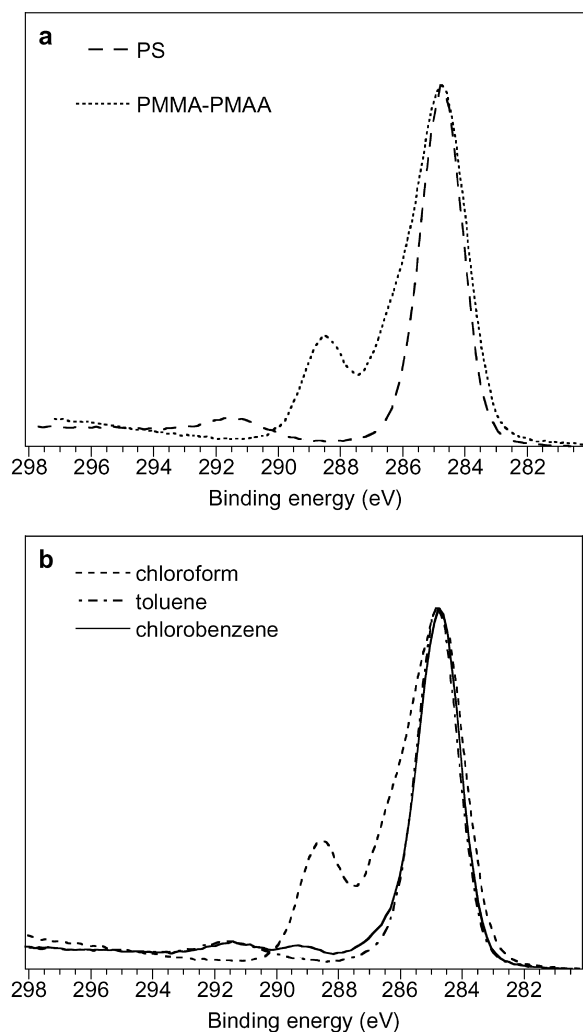 a
PS
PMMA-PMAA
298 296 294 292 290 288 286 284 282
Binding energy (eV)
b
chloroform
toluene
chlorobenzene
298 296 294 292 290 288 286 284 282
Binding energy (eV)